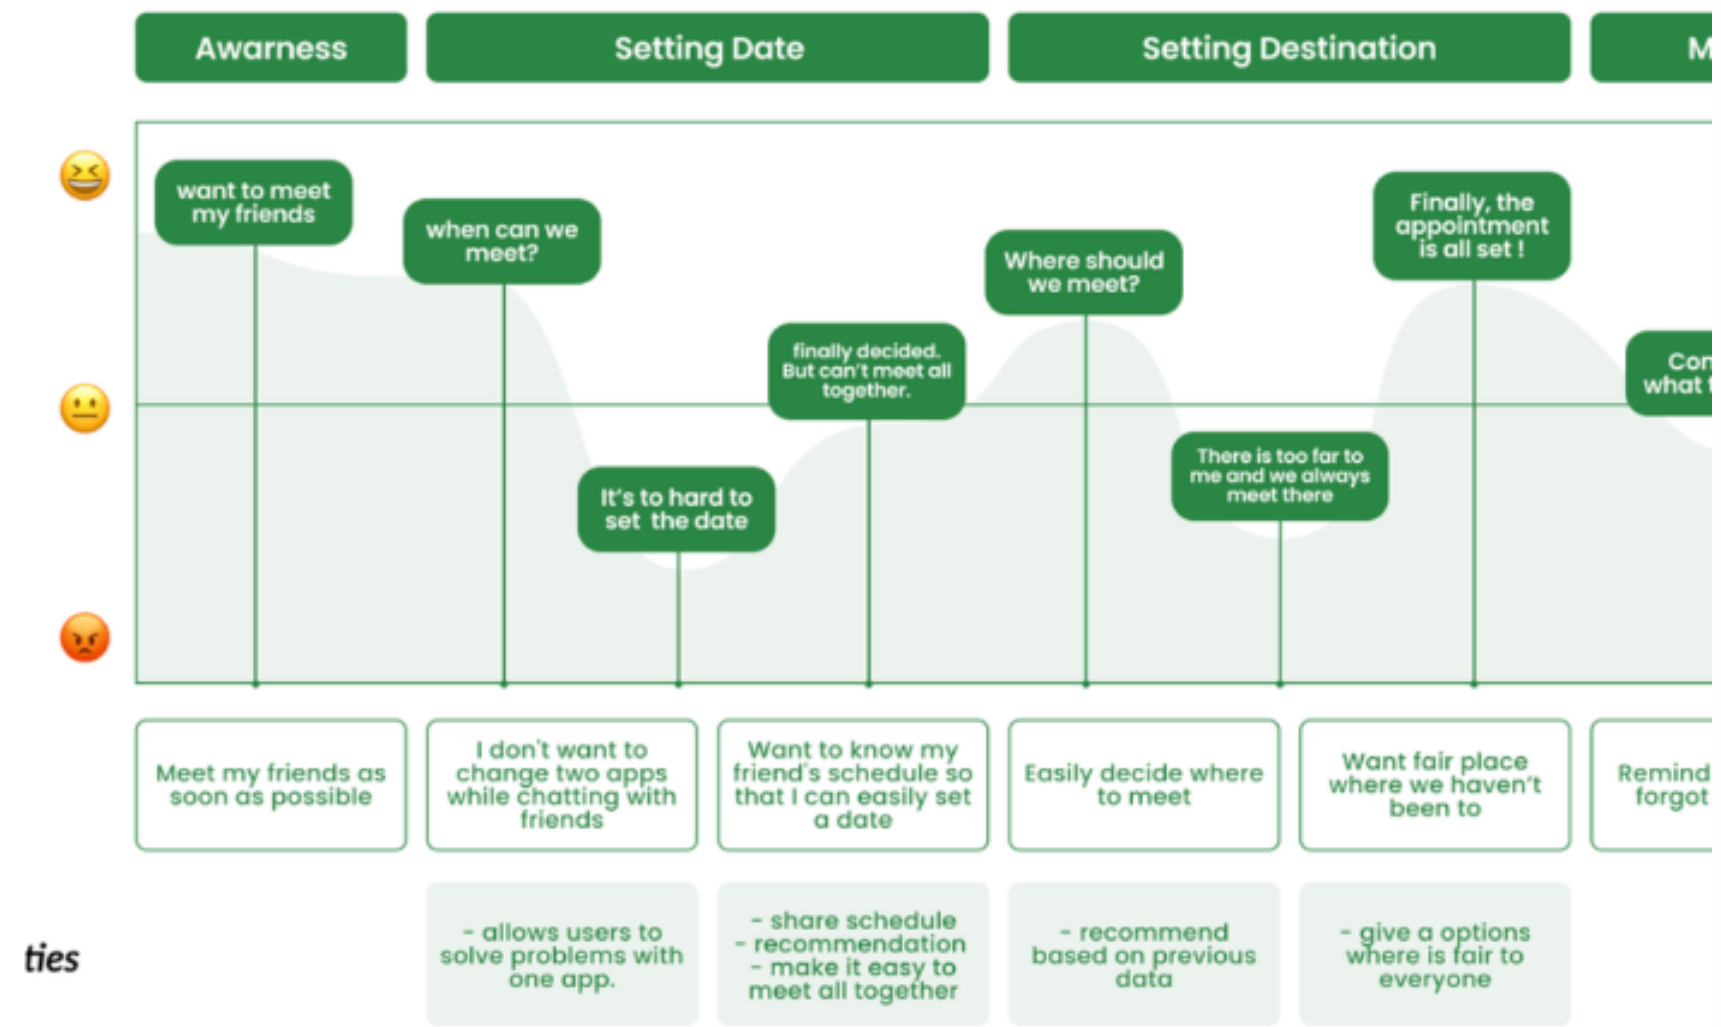 Awarness
Setting Date
Setting Destination
M
want to meet
my friends
when can we
meet?
It's to hard to
set the date
finally decided.
But can't meet all
together.
Where should
we meet?
There is too far to
me and we always
meet there
Finally, the
appointment
is all set !
Con
what t
Meet my friends as
soon as possible
I don't want to
change two apps
while chatting with
friends
Want to know my
friend's schedule so
that I can easily set
a date
Easily decide where
to meet
Want fair place
where we haven't
been to
Remind
forgot
ties
- allows users to
solve problems with
one app.
- share schedule
- recommendation
- make it easy to
meet all together
- recommend
based on previous
data
- give a options
where is fair to
everyone